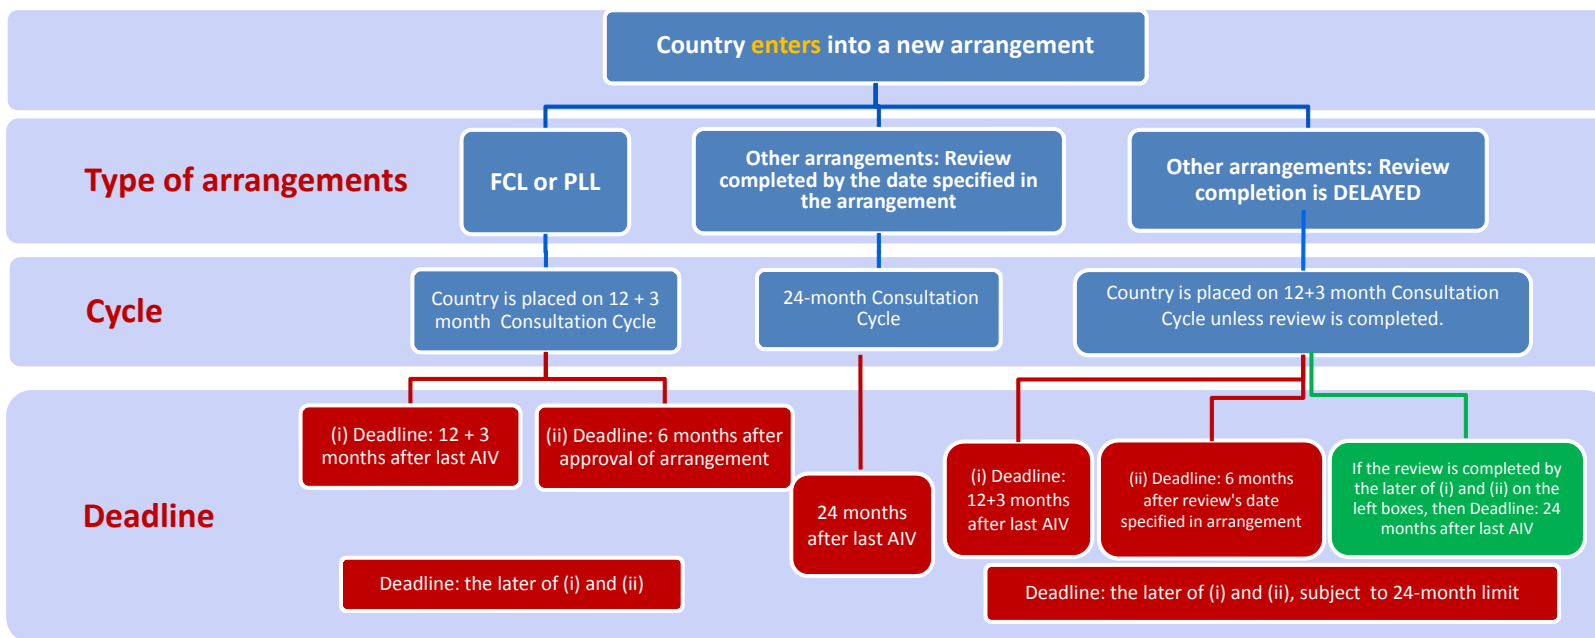 Country enters into a new arrangement
Type of arrangements
FCL or PLL
Other arrangements: Review
completed by the date specified in
the arrangement
Other arrangements: Review
completion is DELAYED
Cycle
Country is placed on 12 + 3
month Consultation Cycle
24-month Consultation
Cycle
Country is placed on 12+3 month Consultation
Cycle unless review is completed.
Deadline
(i) Deadline: 12 + 3
months after last AIV
(ii) Deadline: 6 months after
approval of arrangement
24 months
after last AIV
(i) Deadline:
12+3 months
after last AIV
(ii) Deadline: 6 months
after review's date
specified in arrangement
If the review is completed by
the later of (i) and (ii) on the
left boxes, then Deadline: 24
months after last AIV
Deadline: the later of (i) and (ii)
Deadline: the later of (i) and (ii), subject to 24-month limit